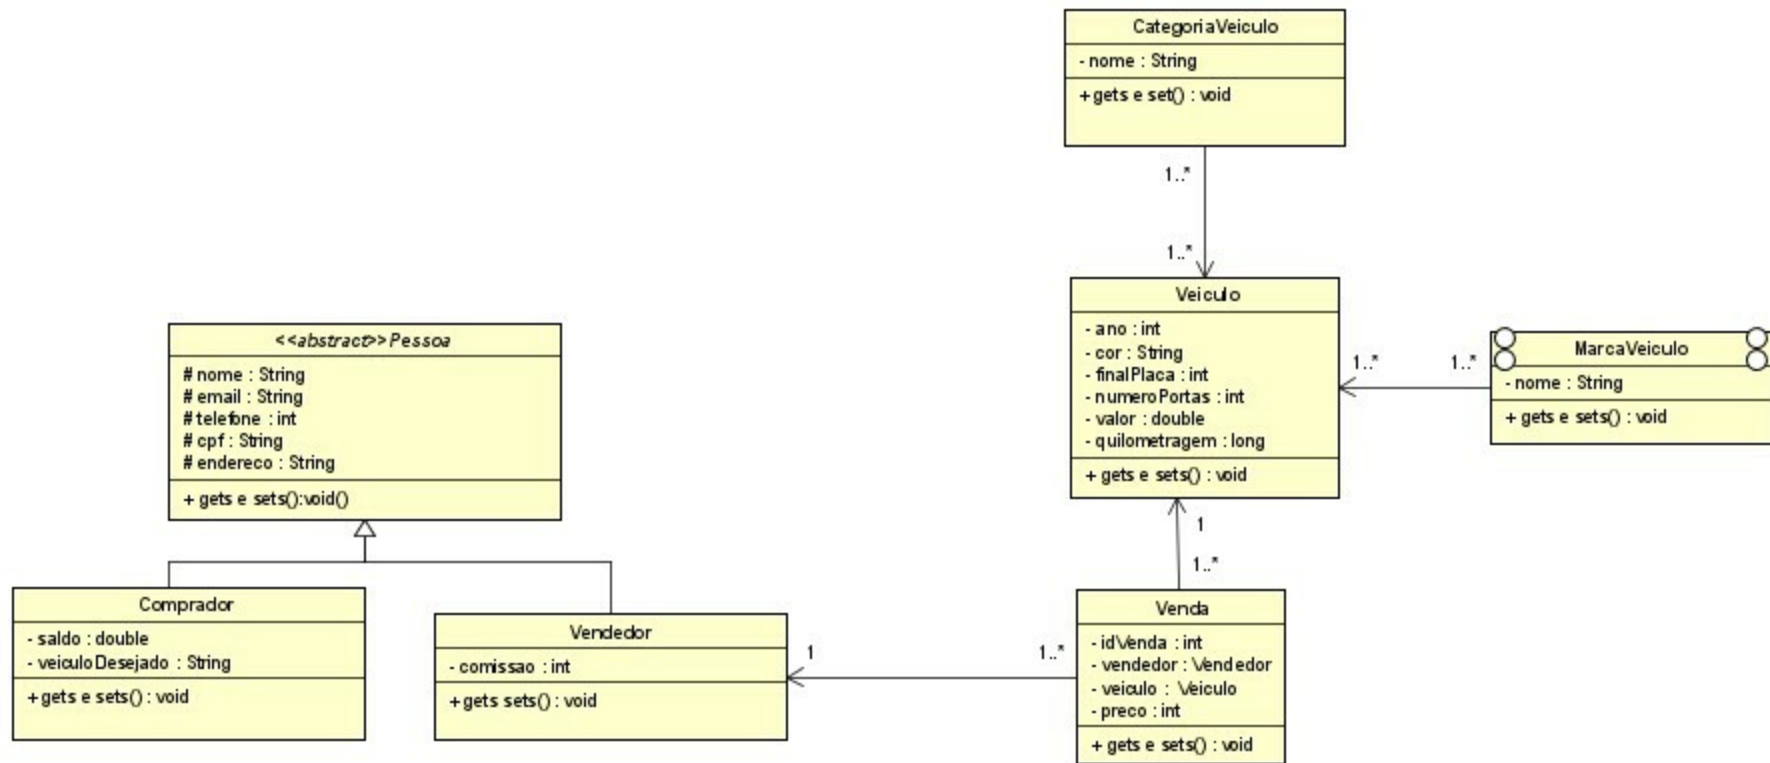 CategoriaVeiculo
- nome : String
+ gets e set() : void
1..*
1..*
Veiculo
- ano : int
- cor : String
- finalPlaca : int
- numeroPortas : int
- valor : double
- quilometragem : long
+ gets e sets() : void
1..*
1..*
MarcaVeiculo
- nome : String
+ gets e sets() : void
<<abstract>> Pessoa
# nome : String
# email : String
# telefone : int
# cpf : String
# endereco : String
+ gets e sets():void()
1
1..*
Comprador
- saldo : double
- veiculoDesejado : String
+ gets e sets() : void
Vendedor
- comissao : int
+ gets sets() : void
1
1..*
Venda
- idVenda : int
- vendedor : Vendedor
- veiculo : Veiculo
- preco : int
+ gets e sets() : void